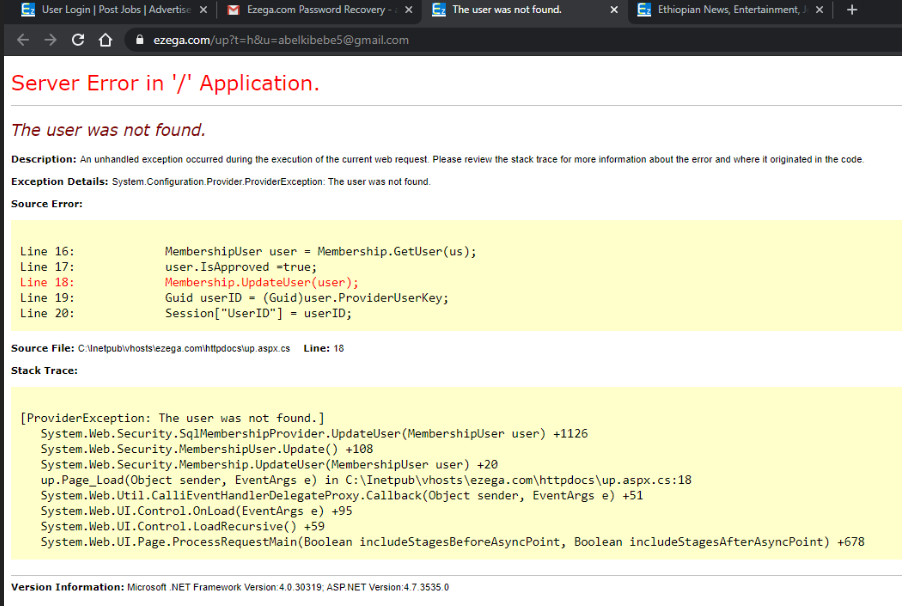 User Login | Post Jobs | Advertise
Ezega.com Password Recovery -
The user was not found.
Ethiopian News, Entertainment, J
ezega.com/up?t=h&u=abelkibebe5@gmail.com
Server Error in '/' Application.
The user was not found.
Description: An unhandled exception occurred during the execution of the current web request. Please review the stack trace for more information about the error and where it originated in the code.
Exception Details: System.Configuration.Provider.ProviderException: The user was not found.
Source Error:
Line 16: MembershipUser user = Membership.GetUser(us);
Line 17: user.IsApproved =true;
Line 18: Membership.UpdateUser(user);
Line 19: Guid userID = (Guid)user.ProviderUserKey;
Line 20: Session["UserID"] = userID;
Source File: C:\Inetpub\vhosts\ezega.com\httpdocs\up.aspx.cs Line: 18
Stack Trace:
[ProviderException: The user was not found.]
System.Web.Security.SqlMembershipProvider.UpdateUser(MembershipUser user) +1126
System.Web.Security.MembershipUser.Update() +108
System.Web.Security.Membership.UpdateUser(MembershipUser user) +20
up.Page_Load(Object sender, EventArgs e) in C:\Inetpub\vhosts\ezega.com\httpdocs\up.aspx.cs:18
System.Web.Util.CalliEventHandlerDelegateProxy.Callback(Object sender, EventArgs e) +51
System.Web.UI.Control.OnLoad(EventArgs e) +95
System.Web.UI.Control.LoadRecursive() +59
System.Web.UI.Page.ProcessRequestMain(Boolean includeStagesBeforeAsyncPoint, Boolean includeStagesAfterAsyncPoint) +678
Version Information: Microsoft .NET Framework Version:4.0.30319; ASP.NET Version:4.7.3535.0